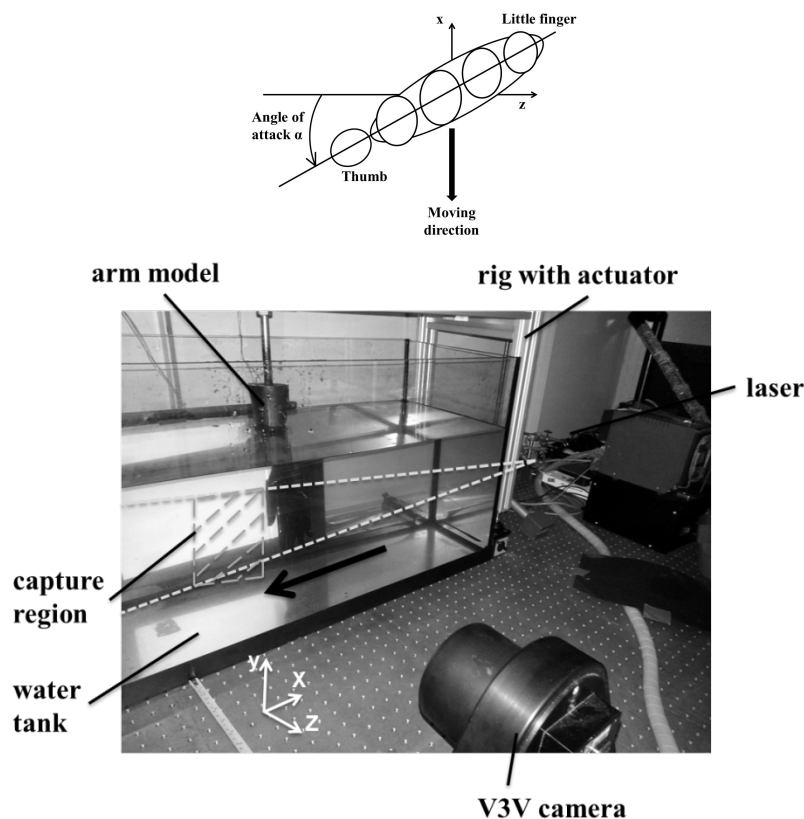 x
Little finger
Angle of
attack α
z
Thumb
Moving
direction
arm model
rig with actuator
laser
capture
region
water
tank
y
X
Z
V3V camera